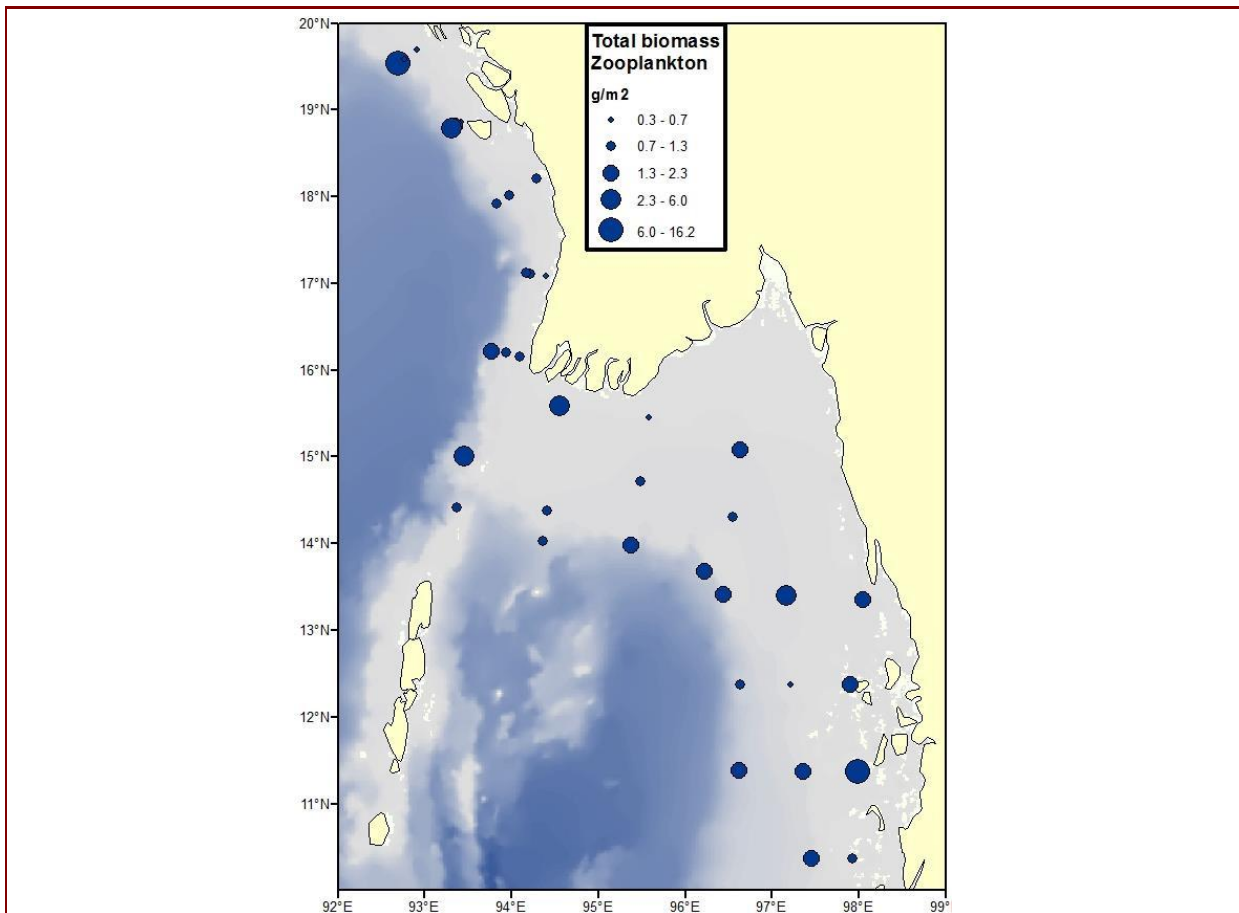 Total biomass
Zooplankton
g/m2
0.3 - 0.7
0.7 - 1.3
1.3 - 2.3
2.3 - 6.0
6.0 - 16.2
20°N
19°N
18°N
17°N
16°N
15°N
14°N
13°N
12°N
11°N
92°E 93°E 94°E 95°E 96°E 97°E 98°E 99°